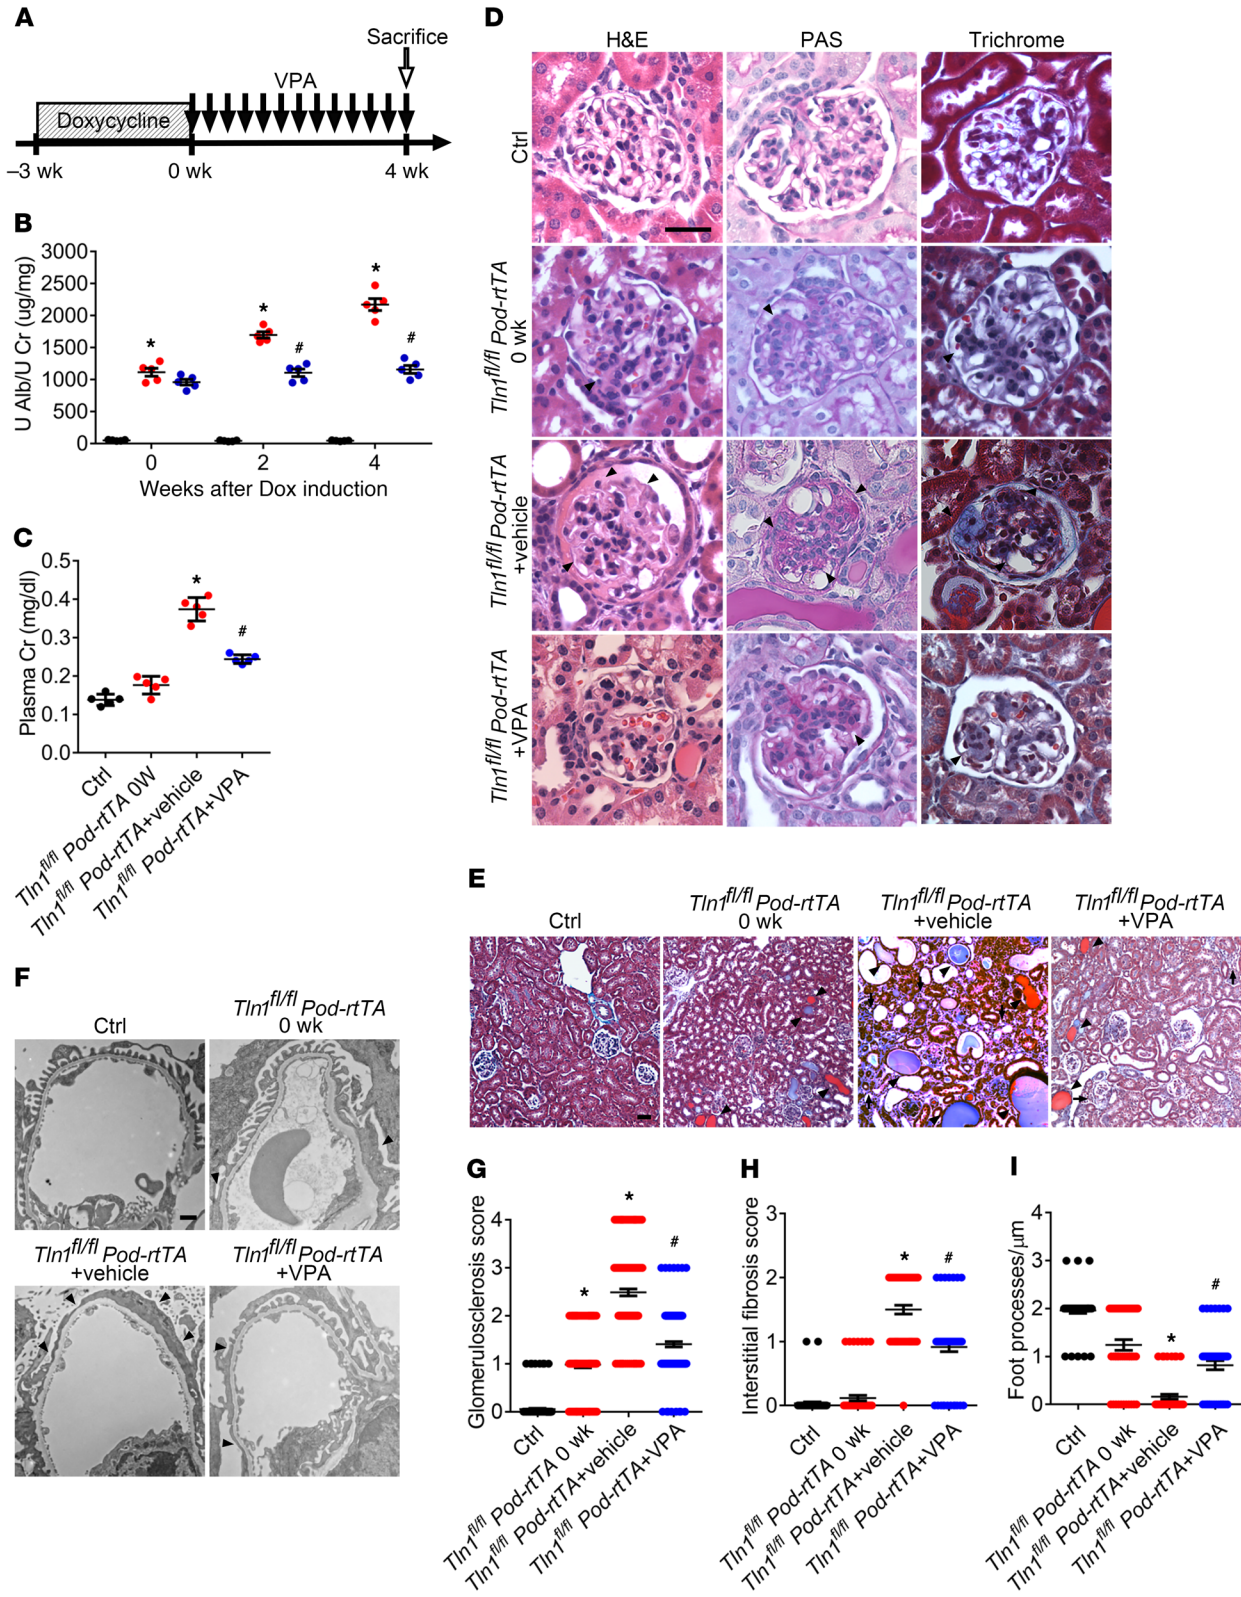 A
Sacrifice
VPA
Doxycycline
–3 wk
0 wk
4 wk
B
3000
2500
2000
1500
1000
500
0
U Alb/U Cr (ug/mg)
*
*
*
#
#
0
2
4
Weeks after Dox induction
C
0.5
0.4
0.3
0.2
0.1
0.0
Plasma Cr (mg/dl)
*
#
Ctrl
Tln1fl/fl Pod-rtTA 0W
Tln1fl/fl Pod-rtTA+vehicle
Tln1fl/fl Pod-rtTA+VPA
D
H&E
PAS
Trichrome
Ctrl
Tln1fl/fl Pod-rtTA
0 wk
Tln1fl/fl Pod-rtTA
+vehicle
Tln1fl/fl Pod-rtTA
+VPA
E
Ctrl
Tln1fl/fl Pod-rtTA
0 wk
Tln1fl/fl Pod-rtTA
+vehicle
Tln1fl/fl Pod-rtTA
+VPA
F
Ctrl
Tln1fl/fl Pod-rtTA
0 wk
Tln1fl/fl Pod-rtTA
+vehicle
Tln1fl/fl Pod-rtTA
+VPA
G
4
3
2
1
0
Glomerulosclerosis score
*
*
#
Ctrl
Tln1fl/fl Pod-rtTA 0 wk
Tln1fl/fl Pod-rtTA+vehicle
Tln1fl/fl Pod-rtTA+VPA
H
3
2
1
0
Interstitial fibrosis score
*
#
Ctrl
Tln1fl/fl Pod-rtTA 0 wk
Tln1fl/fl Pod-rtTA+vehicle
Tln1fl/fl Pod-rtTA+VPA
I
4
3
2
1
0
Foot processes/μm
*
#
Ctrl
Tln1fl/fl Pod-rtTA 0 wk
Tln1fl/fl Pod-rtTA+vehicle
Tln1fl/fl Pod-rtTA+VPA